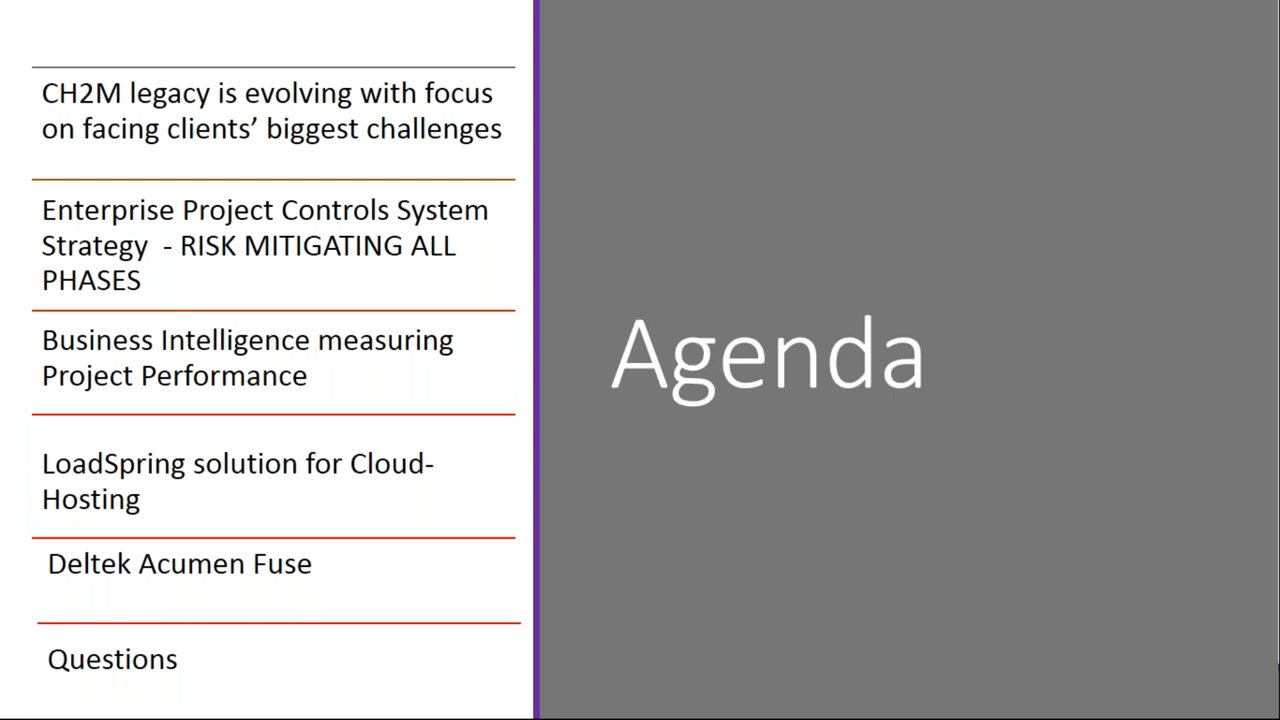 CH2M legacy is evolving with focus
on facing clients’ biggest challenges
Enterprise Project Controls System
Strategy  - RISK MITIGATING ALL
PHASES
Business Intelligence measuring
Project Performance
LoadSpring solution for Cloud-
Hosting
Deltek Acumen Fuse
Questions
Agenda